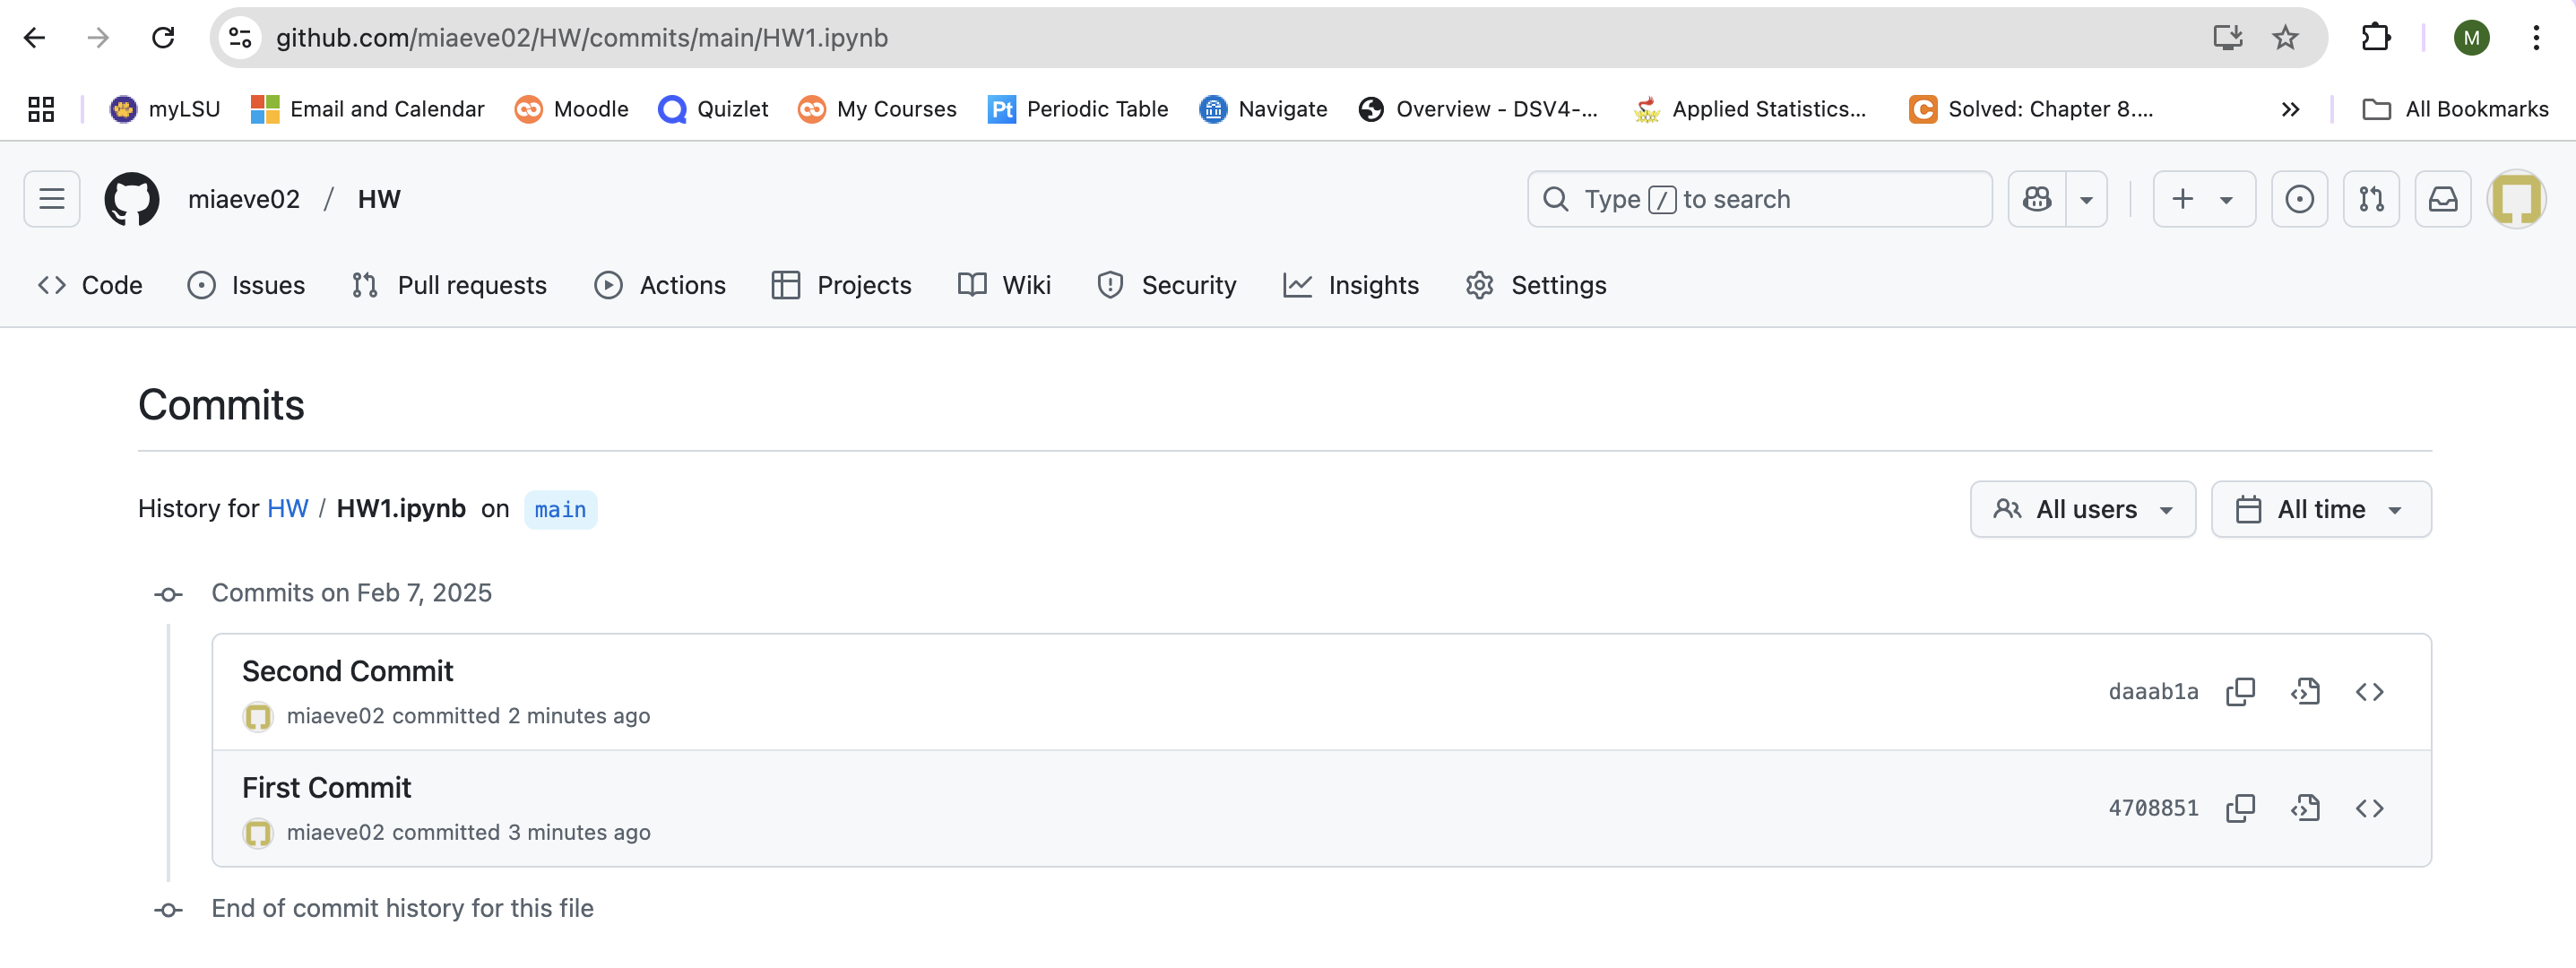 github.com/miaeve02/HW/commits/main/HW1.ipynb
M
myLSU
Email and Calendar
Moodle
Quizlet
My Courses
Pt Periodic Table
Navigate
Overview - DSV4-...
Applied Statistics...
C Solved: Chapter 8....
All Bookmarks
miaeve02 / HW
Type / to search
Code
Issues
Pull requests
Actions
Projects
Wiki
Security
Insights
Settings
Commits
History for HW / HW1.ipynb on main
All users
All time
Commits on Feb 7, 2025
Second Commit
miaeve02 committed 2 minutes ago
daaab1a
First Commit
miaeve02 committed 3 minutes ago
4708851
End of commit history for this file